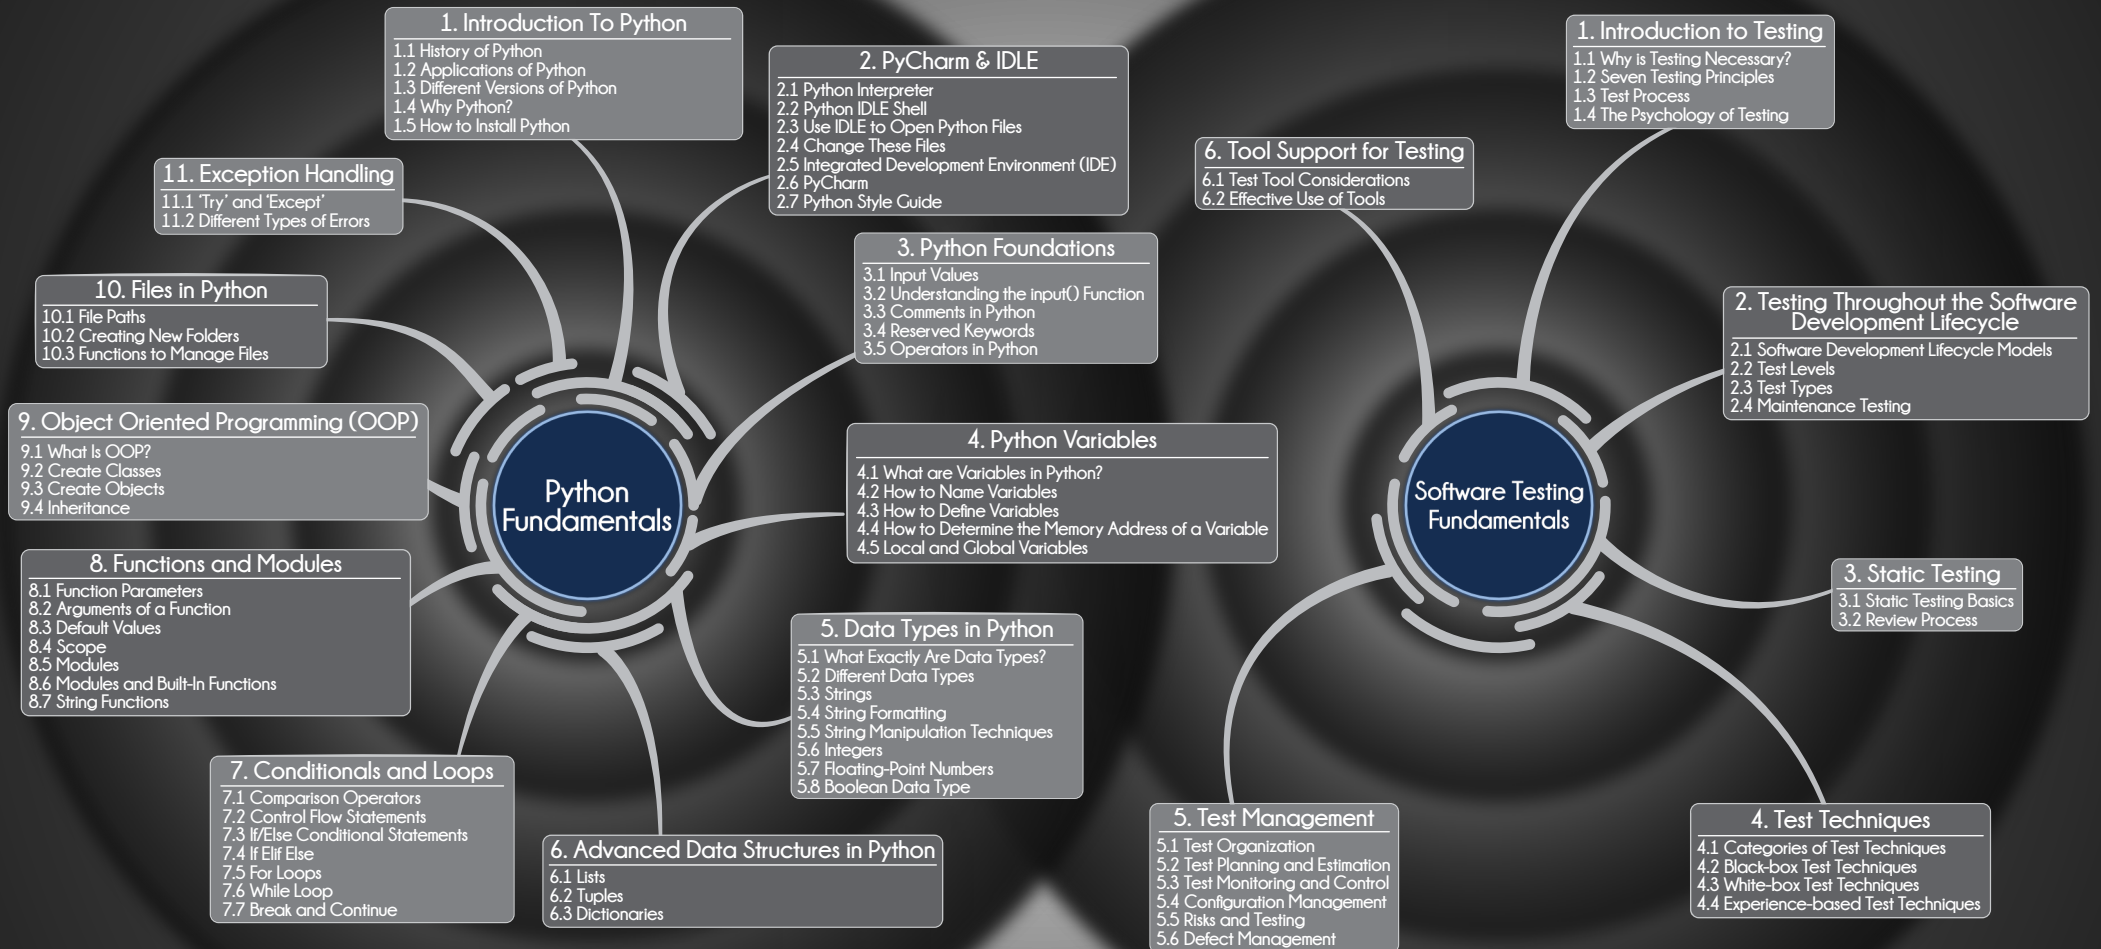 1. Introduction To Python
1.1 History of Python
1.2 Applications of Python
1.3 Different Versions of Python
1.4 Why Python?
1.5 How to Install Python
2. PyCharm & IDLE
2.1 Python Interpreter
2.2 Python IDLE Shell
2.3 Use IDLE to Open Python Files
2.4 Change These Files
2.5 Integrated Development Environment (IDE)
2.6 PyCharm
2.7 Python Style Guide
3. Python Foundations
3.1 Input Values
3.2 Understanding the input() Function
3.3 Comments in Python
3.4 Reserved Keywords
3.5 Operators in Python
4. Python Variables
4.1 What are Variables in Python?
4.2 How to Name Variables
4.3 How to Define Variables
4.4 How to Determine the Memory Address of a Variable
4.5 Local and Global Variables
5. Data Types in Python
5.1 What Exactly Are Data Types?
5.2 Different Data Types
5.3 Strings
5.4 String Formatting
5.5 String Manipulation Techniques
5.6 Integers
5.7 Floating-Point Numbers
5.8 Boolean Data Type
6. Advanced Data Structures in Python
6.1 Lists
6.2 Tuples
6.3 Dictionaries
7. Conditionals and Loops
7.1 Comparison Operators
7.2 Control Flow Statements
7.3 If/Else Conditional Statements
7.4 If Elif Else
7.5 For Loops
7.6 While Loop
7.7 Break and Continue
8. Functions and Modules
8.1 Function Parameters
8.2 Arguments of a Function
8.3 Default Values
8.4 Scope
8.5 Modules
8.6 Modules and Built-In Functions
8.7 String Functions
9. Object Oriented Programming (OOP)
9.1 What Is OOP?
9.2 Create Classes
9.3 Create Objects
9.4 Inheritance
10. Files in Python
10.1 File Paths
10.2 Creating New Folders
10.3 Functions to Manage Files
11. Exception Handling
11.1 'Try' and 'Except'
11.2 Different Types of Errors
Python
Fundamentals
1. Introduction to Testing
1.1 Why is Testing Necessary?
1.2 Seven Testing Principles
1.3 Test Process
1.4 The Psychology of Testing
2. Testing Throughout the Software
Development Lifecycle
2.1 Software Development Lifecycle Models
2.2 Test Levels
2.3 Test Types
2.4 Maintenance Testing
3. Static Testing
3.1 Static Testing Basics
3.2 Review Process
4. Test Techniques
4.1 Categories of Test Techniques
4.2 Black-box Test Techniques
4.3 White-box Test Techniques
4.4 Experience-based Test Techniques
5. Test Management
5.1 Test Organization
5.2 Test Planning and Estimation
5.3 Test Monitoring and Control
5.4 Configuration Management
5.5 Risks and Testing
5.6 Defect Management
6. Tool Support for Testing
6.1 Test Tool Considerations
6.2 Effective Use of Tools
Software Testing
Fundamentals